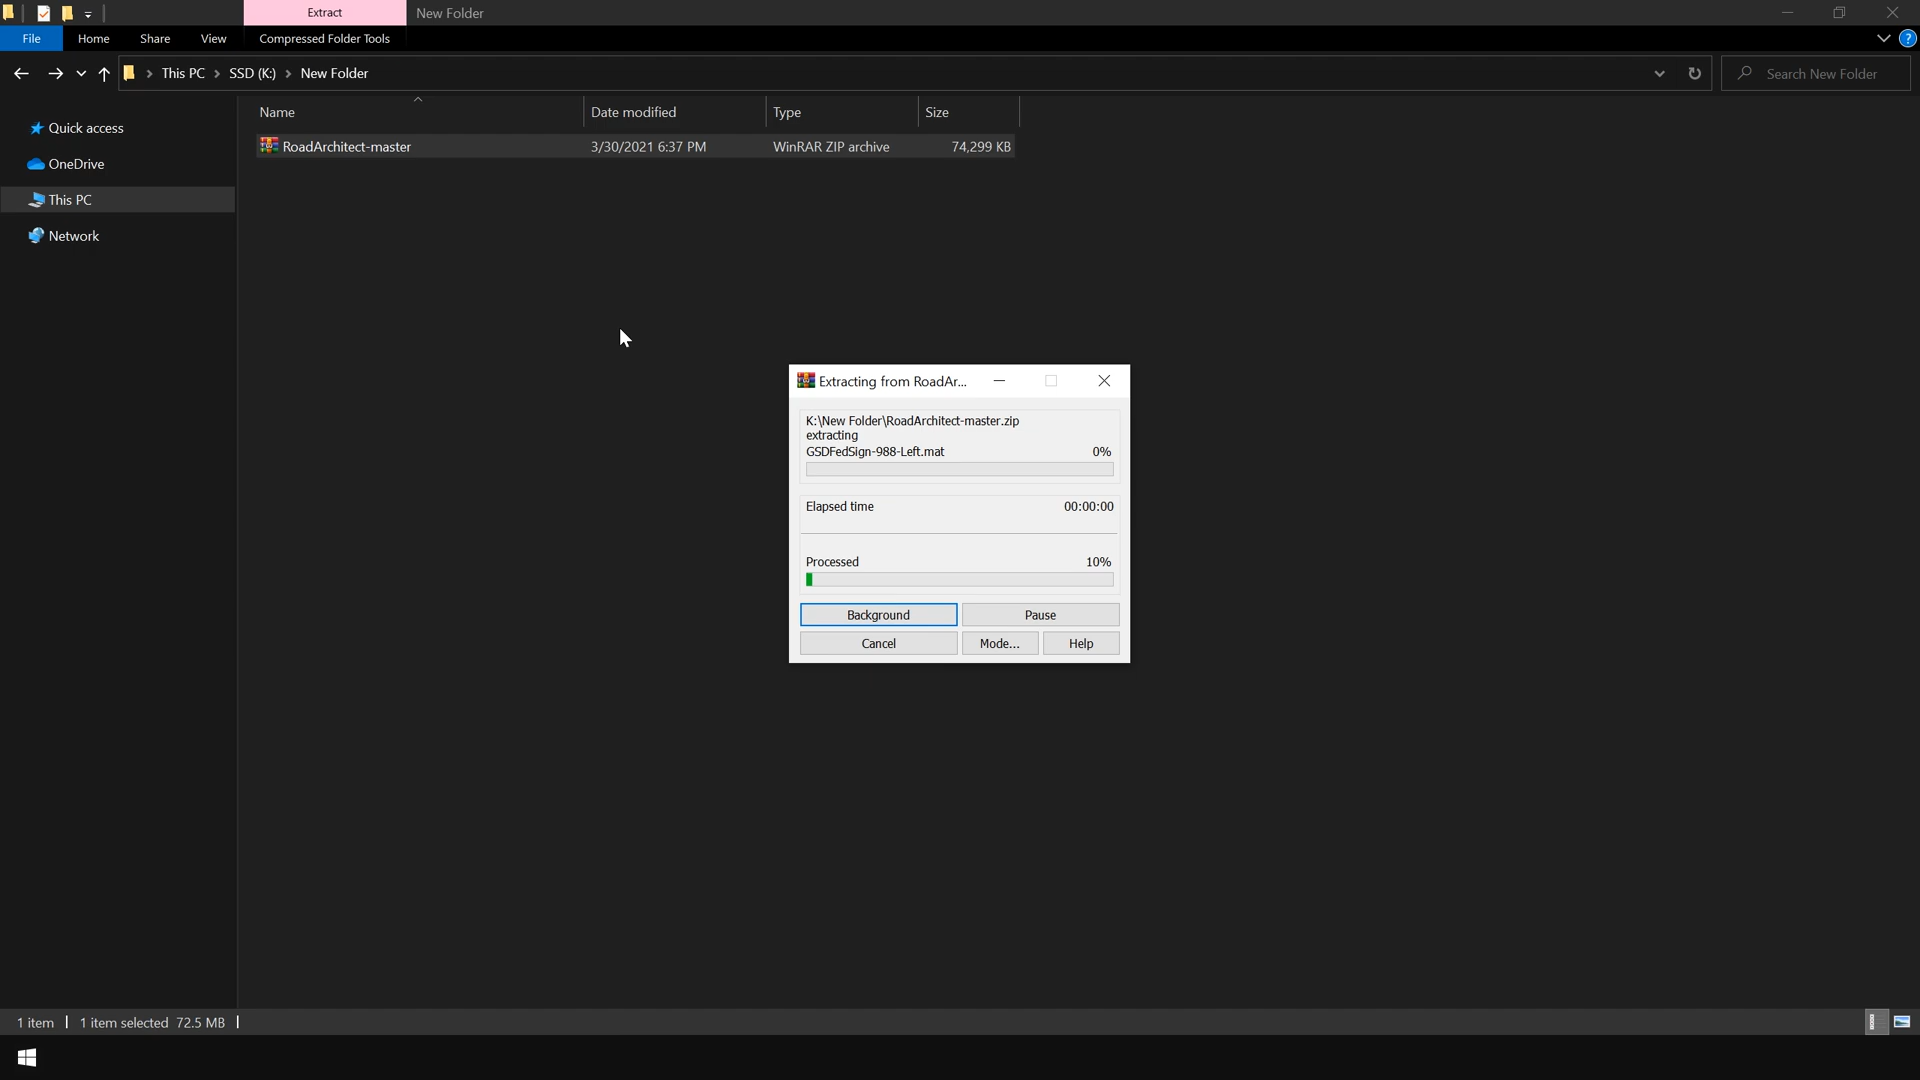 Extract
New Folder
File
Home
Share
View
Compressed Folder Tools
?
This PC
SSD (K:)
New Folder
Search New Folder
Name
Date modified
Type
Size
Quick access
OneDrive
This PC
Network
RoadArchitect-master
3/30/2021 6:37 PM
WinRAR ZIP archive
74,299 KB
Extracting from RoadAr...
K:\New Folder\RoadArchitect-master.zip
extracting
GSDFedSign-988-Left.mat
0%
Elapsed time
00:00:00
Processed
10%
Background
Pause
Cancel
Mode...
Help
1 item
1 item selected 72.5 MB